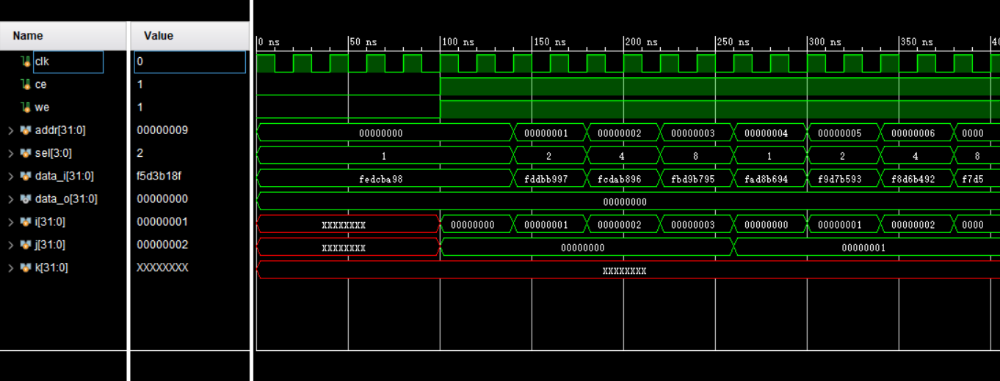 Name Value
0 ns 50 ns 100 ns 150 ns 200 ns 250 ns 300 ns 350 ns 40
clk 0
ce 1
we 1
addr[31:0] 00000009 00000000 00000001 00000002 00000003 00000004 00000005 00000006 0000
sel[3:0] 2 1 2 4 8 1 2 4 8
data_i[31:0] f5d3b18f fedcba98 fddbb997 fcdab896 fbd9b795 fad8b694 f9d7b593 f8d6b492 f7d5
data_o[31:0] 00000000 00000000
i[31:0] 00000001 XXXXXXXX 00000000 00000001 00000002 00000003 00000000 00000001 00000002 0000
j[31:0] 00000002 XXXXXXXX 00000000 00000001
k[31:0] XXXXXXXX XXXXXXXX